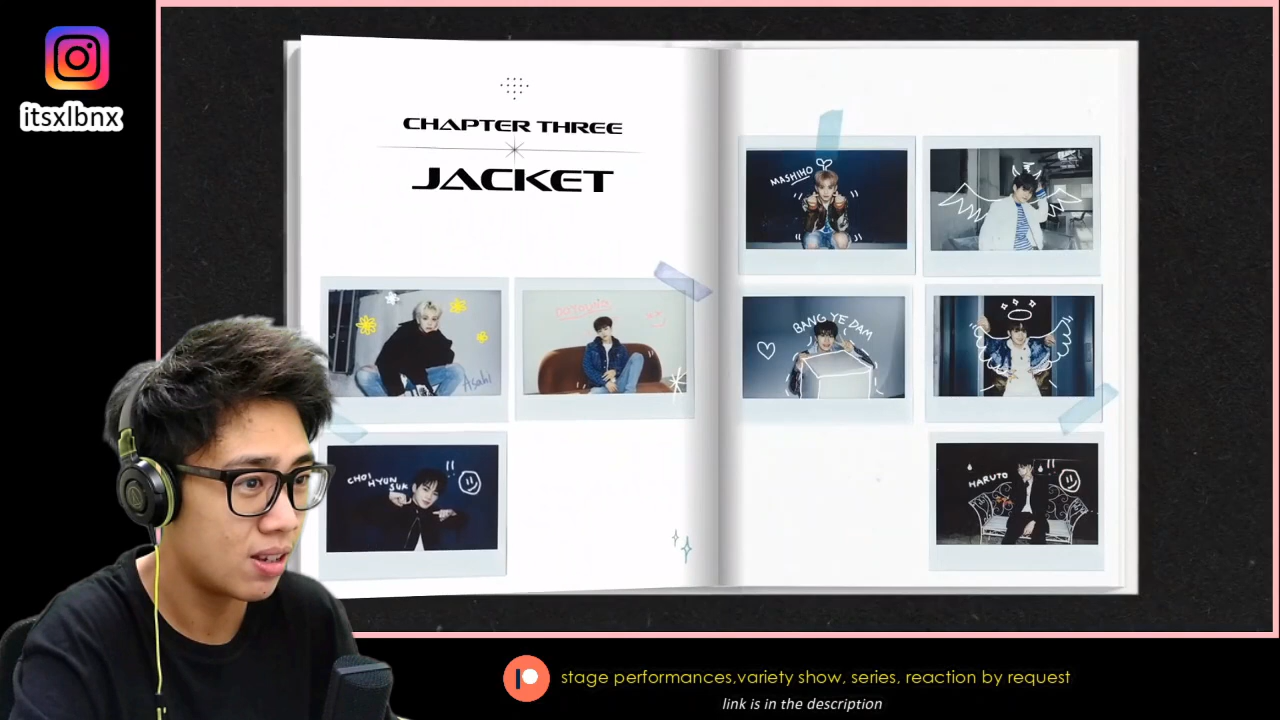 itsxlbnx
CHAPTER THREE
JACKET
MASHIHO
Asahi
BANG YE DAM
CHOI
HYUN
SUK
HARUTO
stage performances,variety show, series, reaction by request
link is in the description